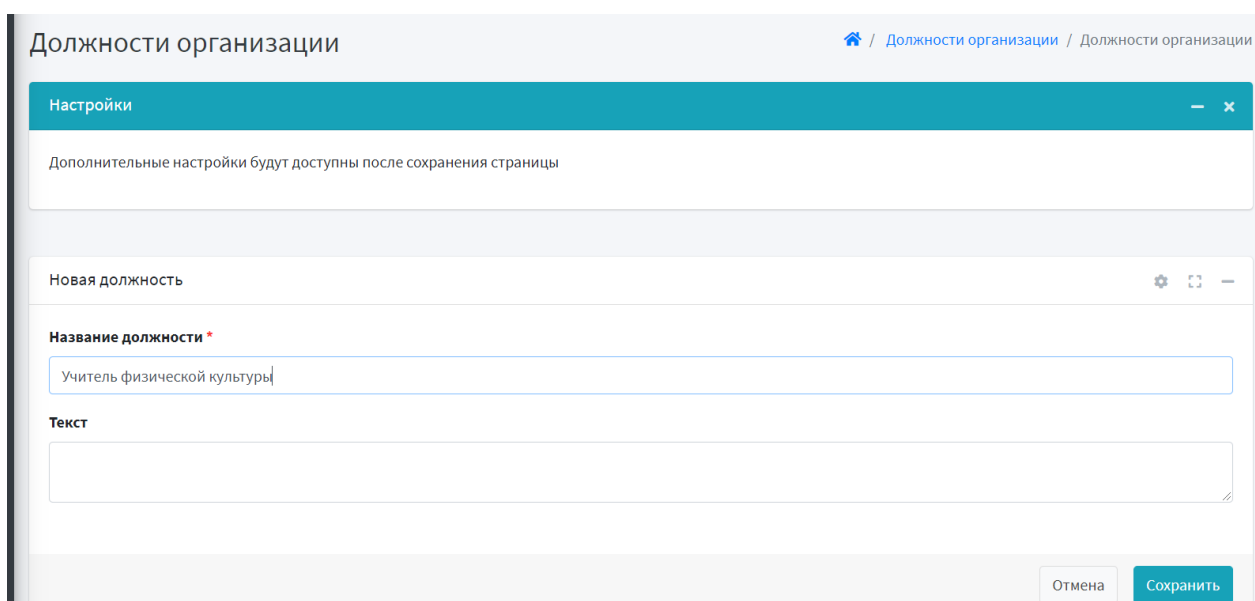 Должности организации
/ Должности организации / Должности организации
Настройки
Дополнительные настройки будут доступны после сохранения страницы
Новая должность
Название должности *
Учитель физической культуры
Текст
Отмена Сохранить